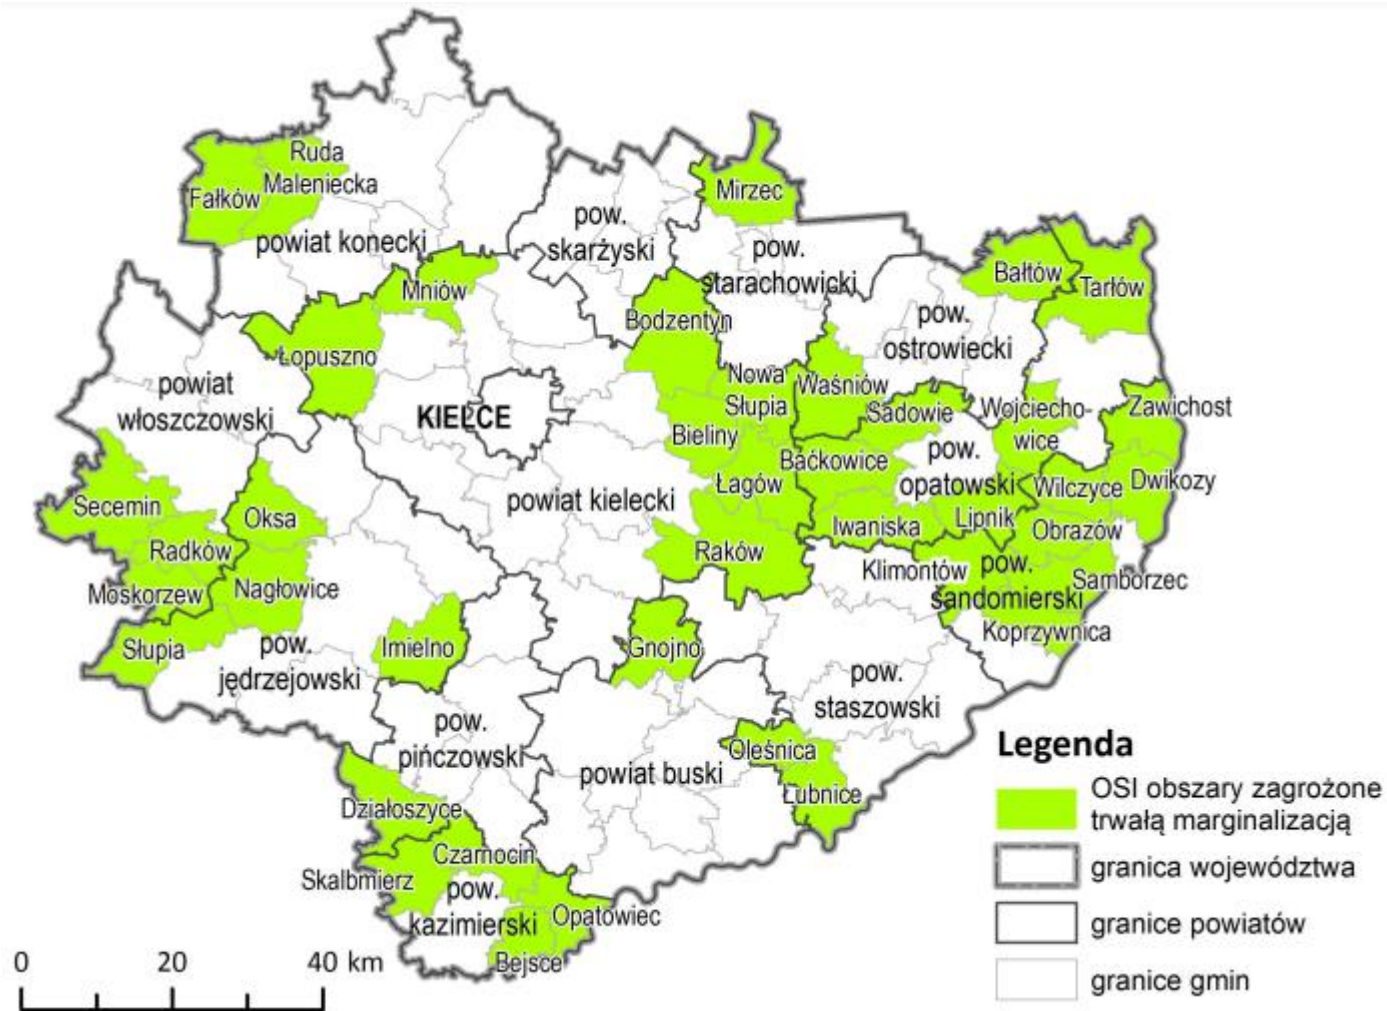 Ruda
Maleniecka
Fałków
powiat konecki
pow.
skarżyski
Mirzec
pow.
starachowicki
Mniów
Bodzentyn
Bałtów
Tarłów
pow.
ostrowiecki
Łopuszno
powiat
włoszczowski
KIELCE
Nowa
Słupia
Waśniów
Sadowie
Wojciecho-
wice
Zawichost
Bieliny
Baćkowice
pow.
opatowski
Łagów
Wilczyce
Dwikozy
Secemin
Oksa
powiat kielecki
Iwaniska
Lipnik
Obrazów
Radków
Raków
Klimontów
pow.
sandomierski
Samborzec
Moskorzew
Nagłowice
Koprzywnica
Słupia
pow.
jędrzejowski
Imielno
Gnojno
pow.
staszowski
pow.
pińczowski
Oleśnica
powiat buski
Łubnice
Działoszyce
Czarnocin
Skalbmierz
pow.
kazimierski
Opatowiec
Bejsce
0 20 40 km
Legenda
OSI obszary zagrożone
trwałą marginalizacją
granica województwa
granice powiatów
granice gmin